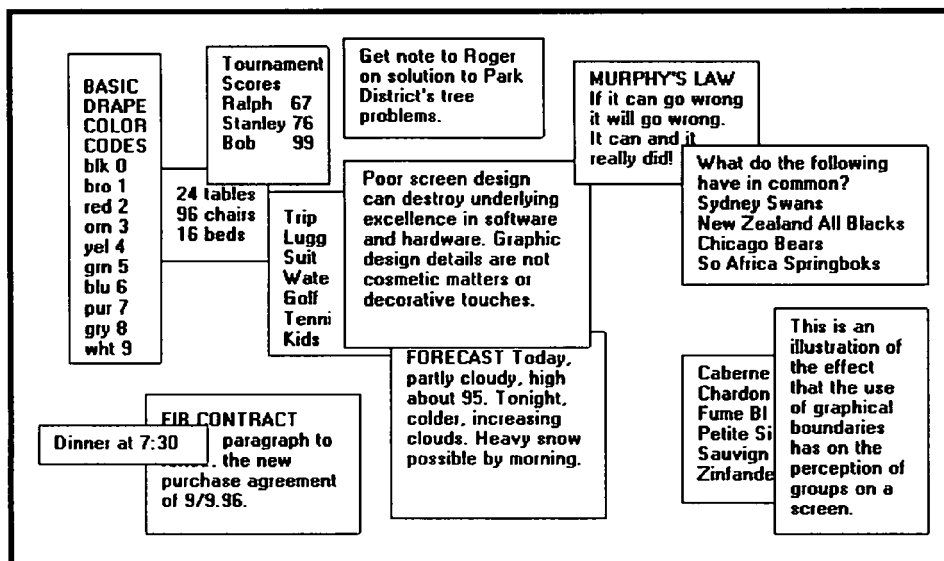 BASIC
DRAPE
COLOR
CODES
blk 0
bro 1
red 2
orn 3
yel 4
grn 5
blu 6
pur 7
gry 8
wht 9
Tournament
Scores
Ralph 67
Stanley 76
Bob 99
Get note to Roger
on solution to Park
District's tree
problems.
MURPHY'S LAW
If it can go wrong
it will go wrong.
It can and it
really did!
What do the following
have in common?
Sydney Swans
New Zealand All Blacks
Chicago Bears
So Africa Springboks
24 tables
96 chairs
16 beds
Trip
Lugg
Suit
Wate
Golf
Tenni
Kids
Poor screen design
can destroy underlying
excellence in software
and hardware. Graphic
design details are not
cosmetic matters or
decorative touches.
FORECAST Today,
partly cloudy, high
about 95. Tonight,
colder, increasing
clouds. Heavy snow
possible by morning.
Caberne
Chardon
Fume Bl
Petite Si
Sauvign
Zinfande
This is an
illustration of
the effect
that the use
of graphical
boundaries
has on the
perception of
groups on a
screen.
Dinner at 7:30
FIB CONTRACT
paragraph to
the new
purchase agreement
of 9/9.96.